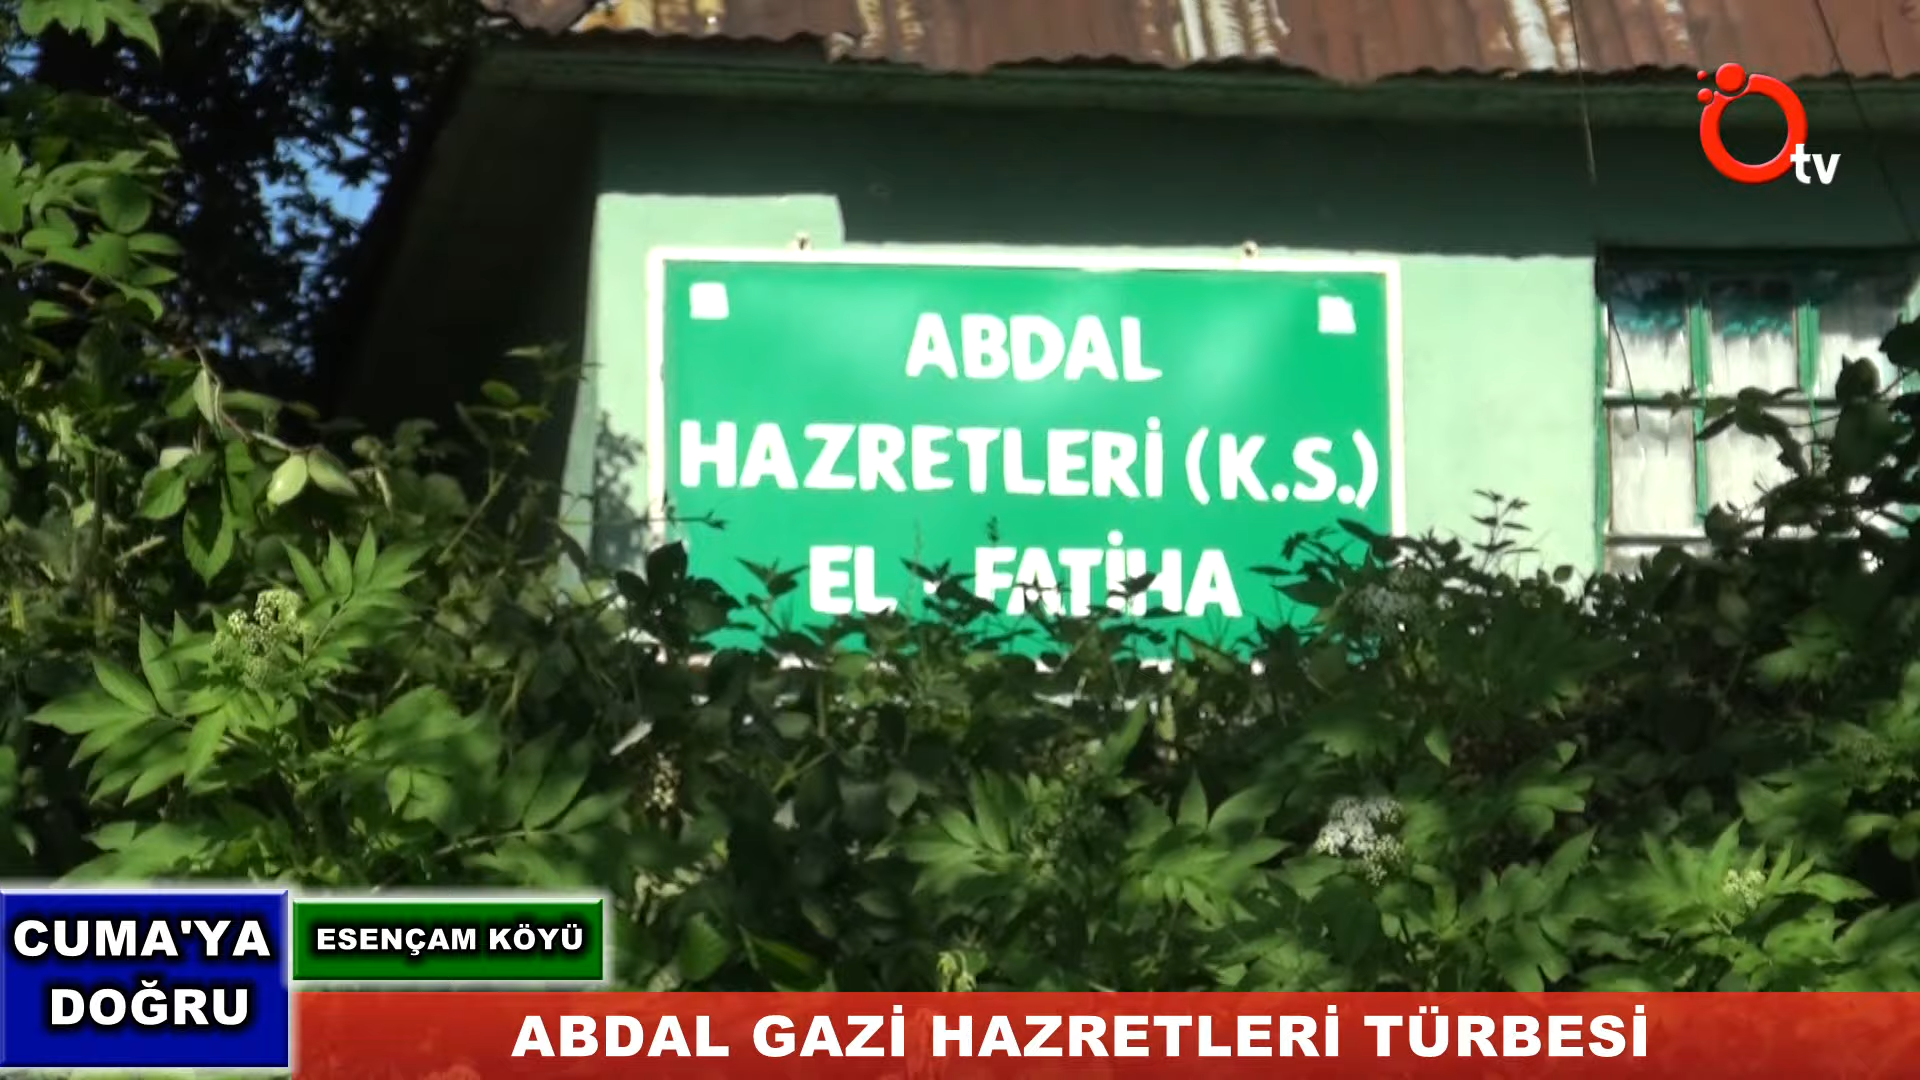 tv
ABDAL
HAZRETLERİ (K.S.)
EL - FATİHA
CUMA'YA
DOĞRU
ESENÇAM KÖYÜ
ABDAL GAZİ HAZRETLERİ TÜRBESİ